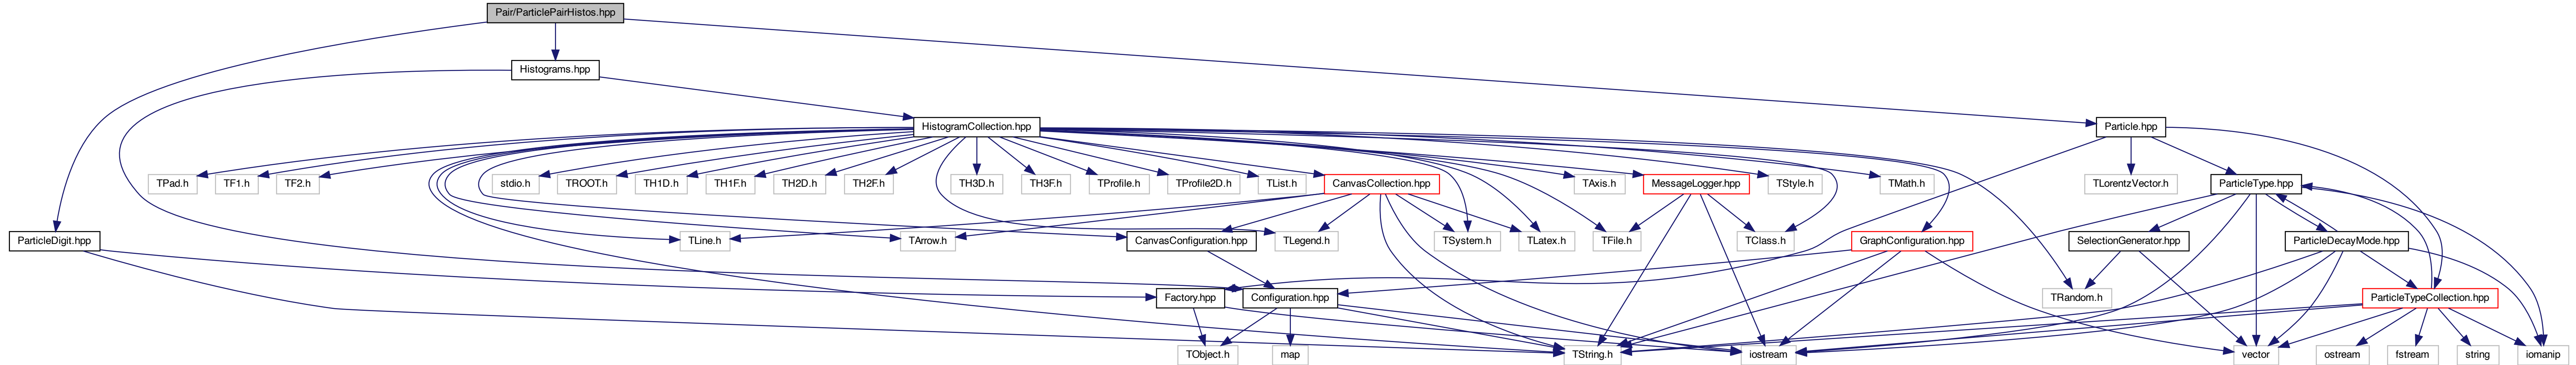 Pair/ParticlePairHistos.hpp
Histograms.hpp
HistogramCollection.hpp
Particle.hpp
TPad.h
TF1.h
TF2.h
stdio.h
TROOT.h
TH1D.h
TH1F.h
TH2D.h
TH2F.h
TH3D.h
TH3F.h
TProfile.h
TProfile2D.h
TList.h
CanvasCollection.hpp
TAxis.h
MessageLogger.hpp
TStyle.h
TMath.h
TLorentzVector.h
ParticleType.hpp
ParticleDigit.hpp
TLine.h
TArrow.h
CanvasConfiguration.hpp
TLegend.h
TSystem.h
TLatex.h
TFile.h
TClass.h
GraphConfiguration.hpp
SelectionGenerator.hpp
ParticleDecayMode.hpp
Factory.hpp
Configuration.hpp
TRandom.h
ParticleTypeCollection.hpp
TObject.h
map
TString.h
iostream
vector
ostream
fstream
string
iomanip